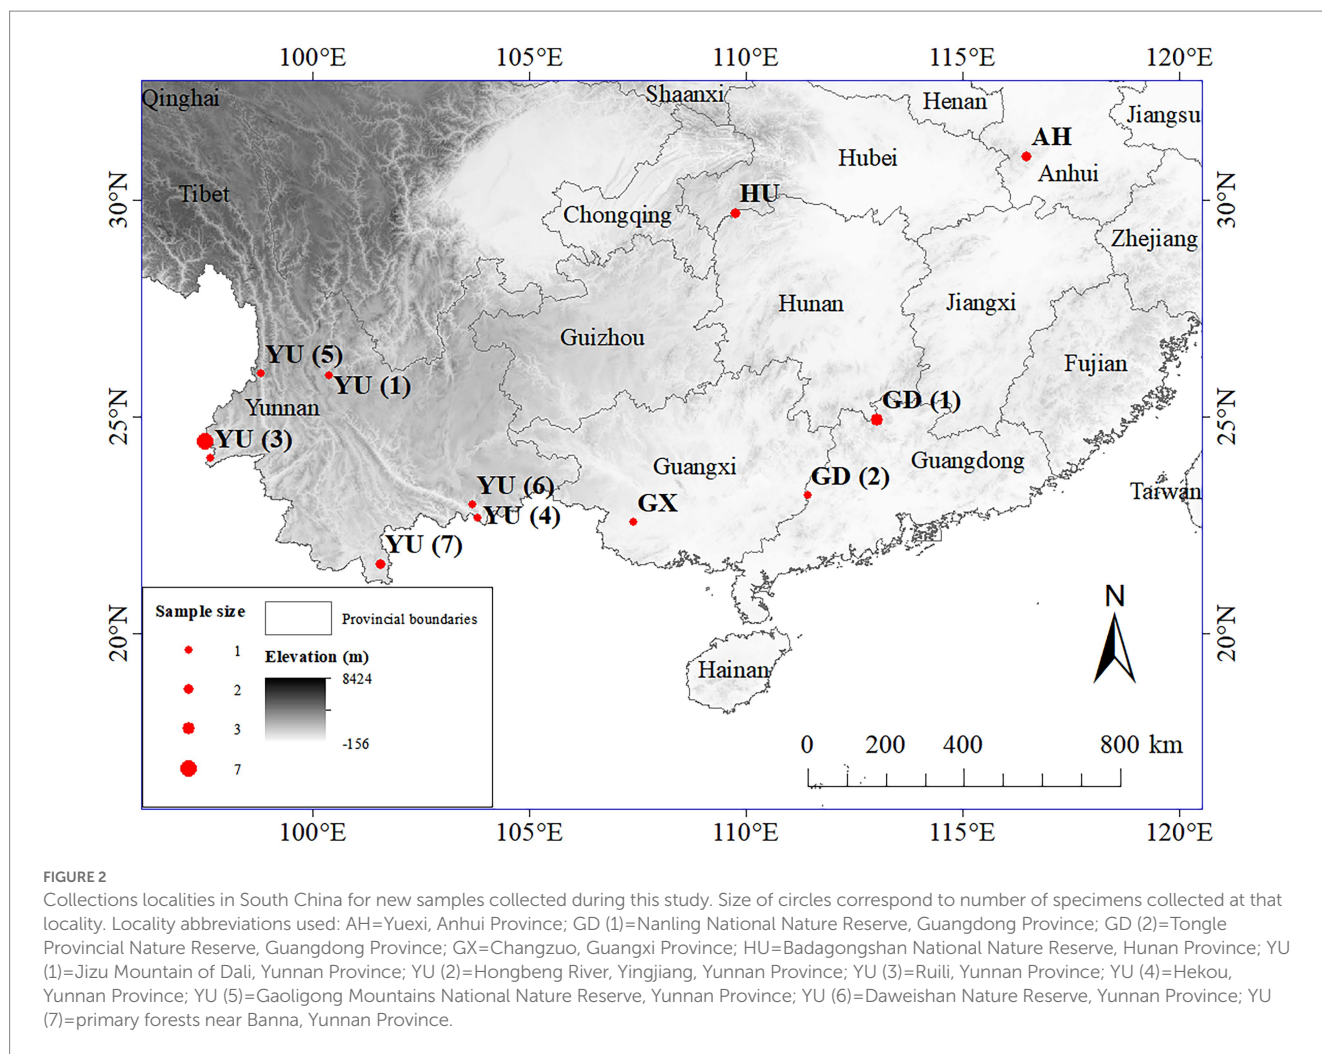 100°E 105°E 110°E 115°E 120°E
Qinghai
Shaanxi
Henan
Jiangsu
AH
Hubei
Anhui
Tibet
HU
30°N
30°N
Chongqing
Zhejiang
Hunan
Jiangxi
Guizhou
YU (5)
Fujian
YU (1)
Yunnan
GD (1)
25°N
25°N
YU (3)
Guangdong
Guangxi
GD (2)
YU (6)
Taiwan
GX
YU (4)
YU (7)
Sample size
1
2
3
7
Provincial boundaries
Elevation (m)
8424
-156
20°N
20°N
N
Hainan
0 200 400 800 km
100°E 105°E 110°E 115°E 120°E
FIGURE 2
Collections localities in South China for new samples collected during this study. Size of circles correspond to number of specimens collected at that
locality. Locality abbreviations used: AH=Yuexi, Anhui Province; GD (1)=Nanling National Nature Reserve, Guangdong Province; GD (2)=Tongle
Provincial Nature Reserve, Guangdong Province; GX=Changzuo, Guangxi Province; HU=Badagongshan National Nature Reserve, Hunan Province; YU
(1)=Jizu Mountain of Dali, Yunnan Province; YU (2)=Hongbeng River, Yingjiang, Yunnan Province; YU (3)=Ruili, Yunnan Province; YU (4)=Hekou,
Yunnan Province; YU (5)=Gaoligong Mountains National Nature Reserve, Yunnan Province; YU (6)=Daweishan Nature Reserve, Yunnan Province; YU
(7)=primary forests near Banna, Yunnan Province.